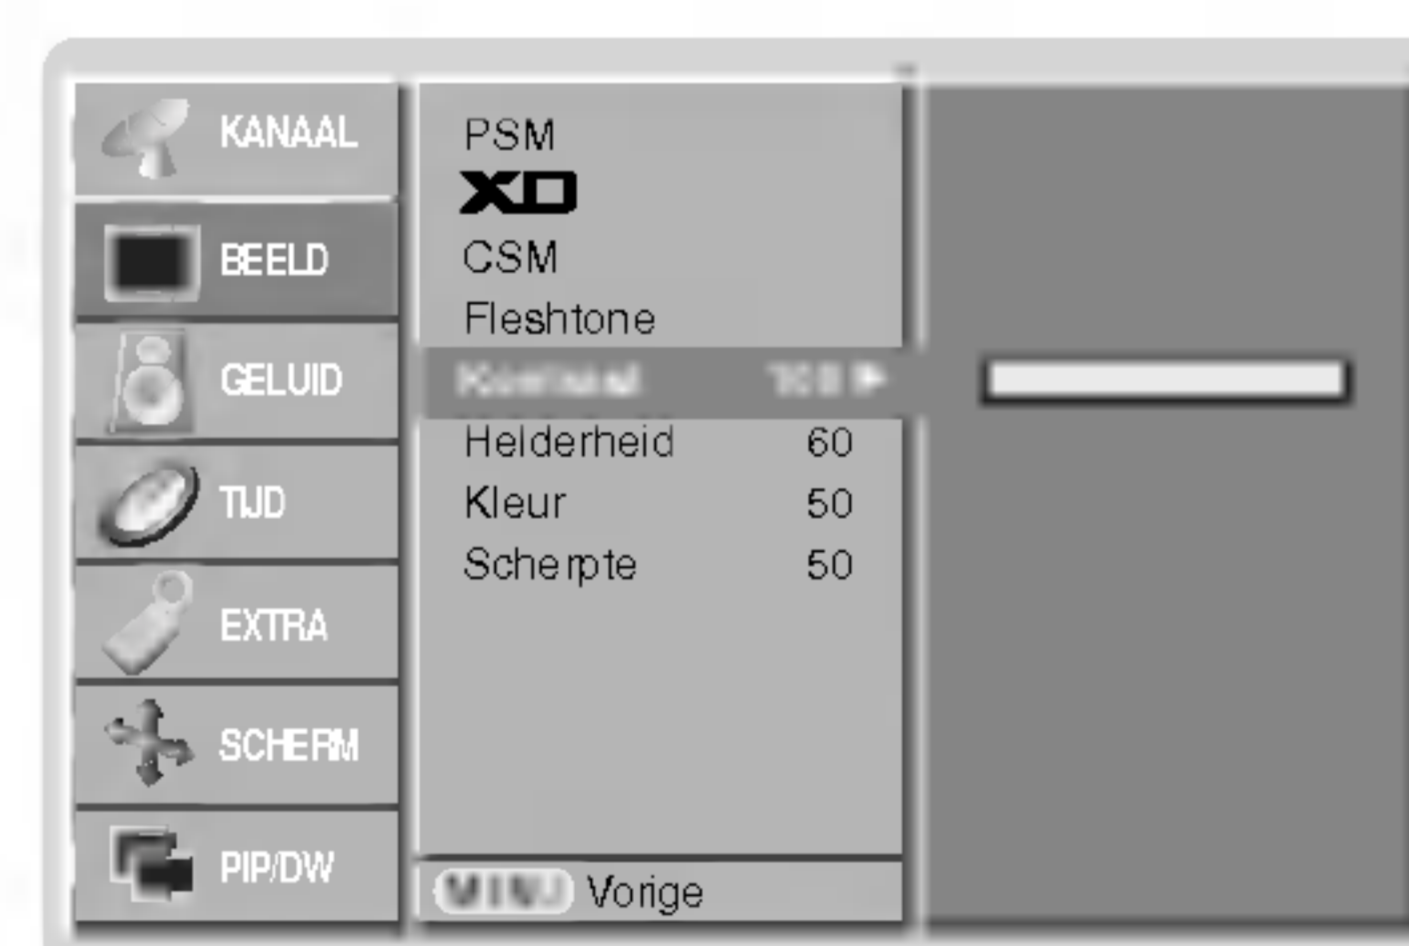 KANAAL
BEELD
GELUID
TIJD
EXTRA
SCHERM
PIP/DW
PSM
XD
CSM
Fleshtone
Helderheid 60
Kleur 50
Scherpte 50
Vorige